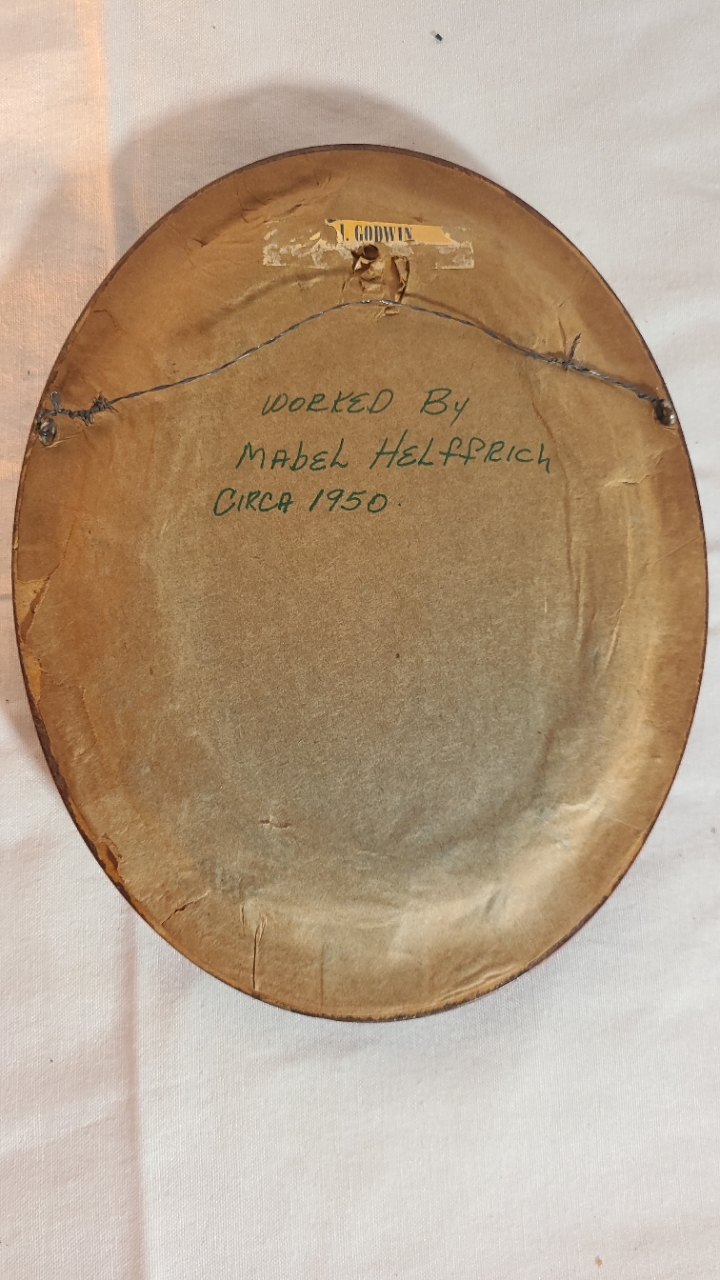 J. GODWIN
WORKED By
MAbEL HELFFRICh
CIRCA 1950.